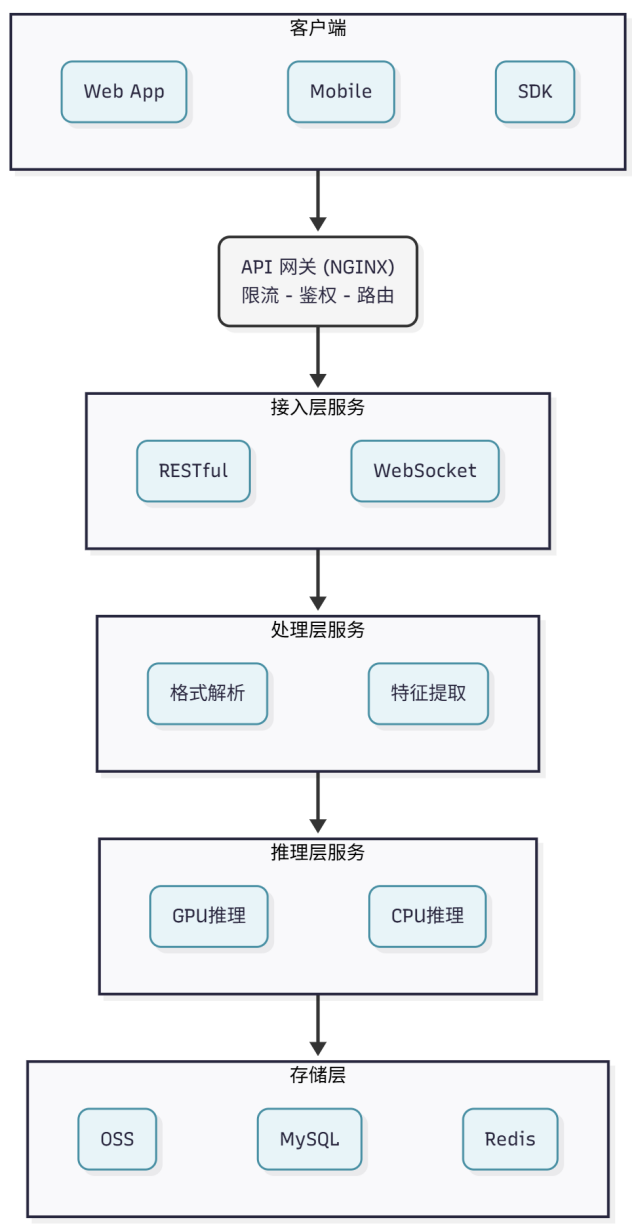 客户端
Web App
Mobile
SDK
API 网关 (NGINX)
限流 - 鉴权 - 路由
接入层服务
RESTful
WebSocket
处理层服务
格式解析
特征提取
推理层服务
GPU推理
CPU推理
存储层
OSS
MySQL
Redis